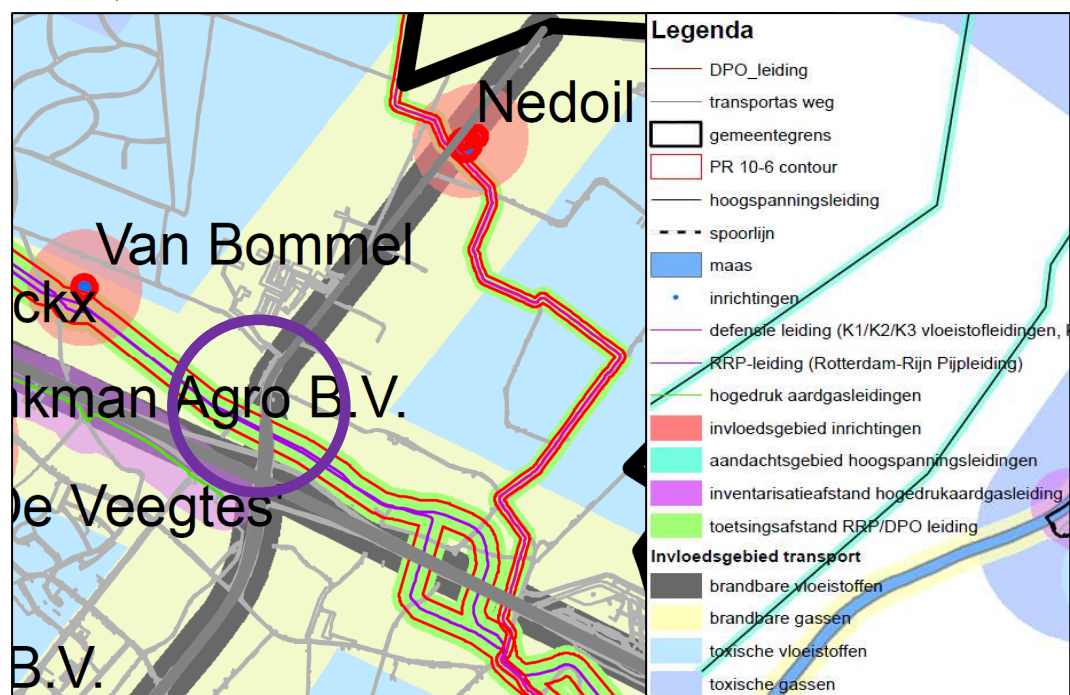 Nedoil
Van Bommel
ckx
nkman Agro B.V.
De Veegtes
B.V.
Legenda
DPO_leiding
transportas weg
gemeentegrens
PR 10-6 contour
hoogspanningsleiding
spoorlijn
maas
inrichtingen
defensie leiding (K1/K2/K3 vloeistofleidingen,
RRP-leiding (Rotterdam-Rijn Pijpleiding)
hogedruk aardgasleidingen
invloedsgebied inrichtingen
aandachtsgebied hoogspanningsleidingen
inventarisatieafstand hogedrukaardgasleiding
toetsingsafstand RRP/DPO leiding
Invloedsgebied transport
brandbare vloeistoffen
brandbare gassen
toxische vloeistoffen
toxische gassen